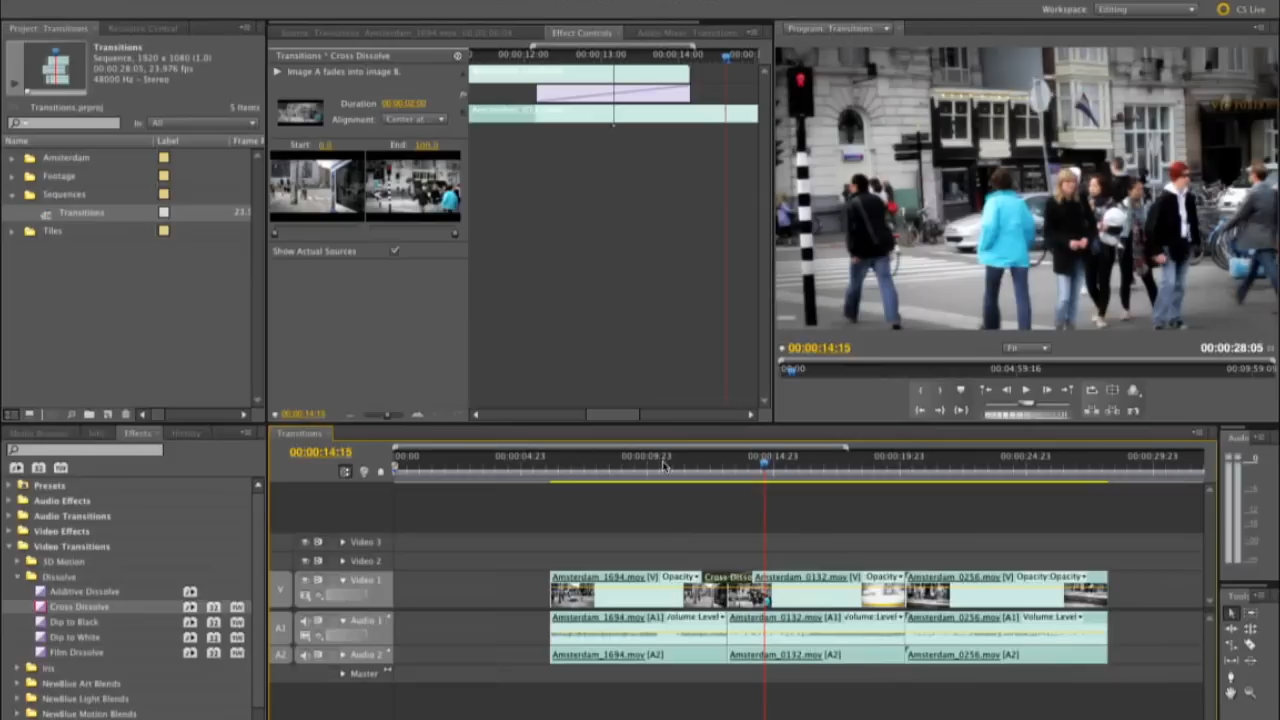 Workspace: Editing CS Live
Project: Transitions
Resource Central
Transitions
Sequence, 1920 x 1080 (1.0)
00:00:28:05, 23.976 fps
48000 Hz - Stereo
Transitions.prproj
5 Items
In: All
Name Label Frame
Amsterdam
Footage
Sequences
Transitions
Tiles
Effect Controls
Transitions * Cross Dissolve
Image A fades into image B.
Duration 00:00:02:00
Alignment: Center at...
Start: 0.0 End: 100.0
Show Actual Sources
00:00:12:00 00:00:13:00 00:00:14:00
00:00:14:15
Program: Transitions
00:00:14:15 Fit 00:00:28:05
00:00 00:04:59:16 00:09:59:09
Media Browser Info Effects History
Presets
Audio Effects
Audio Transitions
Video Effects
Video Transitions
3D Motion
Dissolve
Additive Dissolve
Cross Dissolve
Dip to Black
Dip to White
Film Dissolve
Iris
NewBlue Art Blends
NewBlue Light Blends
NewBlue Motion Blends
Transitions
00:00:14:15
00:00 00:00:04:23 00:00:09:23 00:00:14:23 00:00:19:23 00:00:24:23 00:00:29:23
Video 3
Video 2
V Video 1
Amsterdam_1694.mov [V] Opacity Cross Disso Amsterdam_0132.mov [V] Opacity Amsterdam_0256.mov [V] Opacity:Opacity
A1 Audio 1
Amsterdam_1694.mov [A1] Volume:Level Amsterdam_0132.mov [A1] Volume:Level Amsterdam_0256.mov [A1] Volume:Level
A2 Audio 2
Amsterdam_1694.mov [A2] Amsterdam_0132.mov [A2] Amsterdam_0256.mov [A2]
Master
Audio
Tools